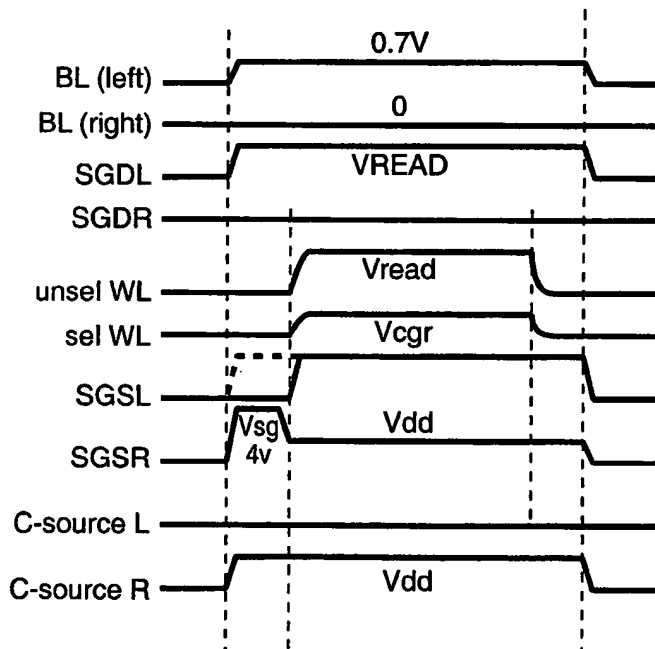 0.7V
BL (left)
0
BL (right)
VREAD
SGDL
SGDR
Vread
unsel WL
sel WL
Vcgr
SGSL
Vsg
4v
Vdd
SGSR
C-source L
C-source R
Vdd